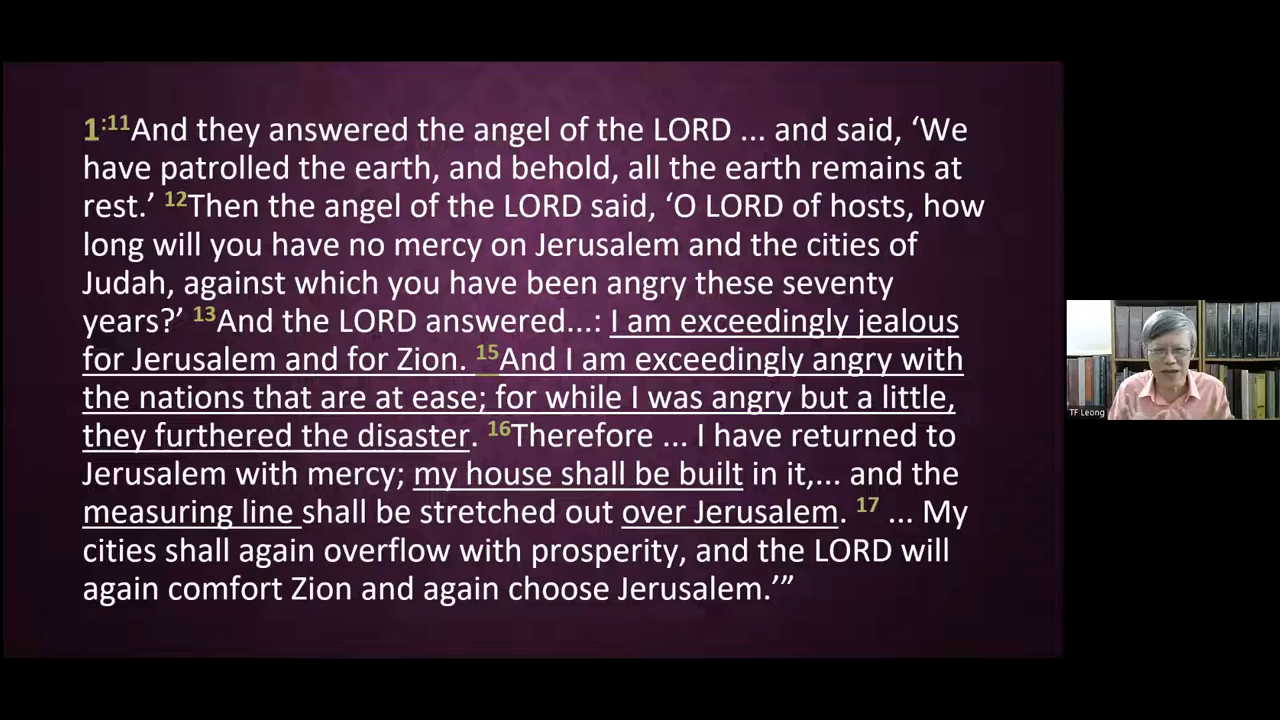 1:11And they answered the angel of the LORD ... and said, ‘We
have patrolled the earth, and behold, all the earth remains at
rest.’ 12Then the angel of the LORD said, ‘O LORD of hosts, how
long will you have no mercy on Jerusalem and the cities of
Judah, against which you have been angry these seventy
years?’ 13And the LORD answered...: I am exceedingly jealous
for Jerusalem and for Zion. 15And I am exceedingly angry with
the nations that are at ease; for while I was angry but a little,
they furthered the disaster. 16Therefore ... I have returned to
Jerusalem with mercy; my house shall be built in it,... and the
measuring line shall be stretched out over Jerusalem. 17 ... My
cities shall again overflow with prosperity, and the LORD will
again comfort Zion and again choose Jerusalem.’”
TF Leong